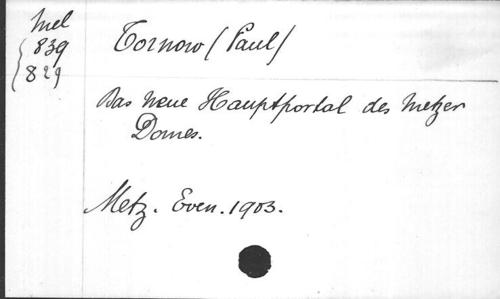 Mel
839
829
Tornow (Paul)
Das neue Hauptportal des Metzer
Domes.
Metz. Even. 1903.